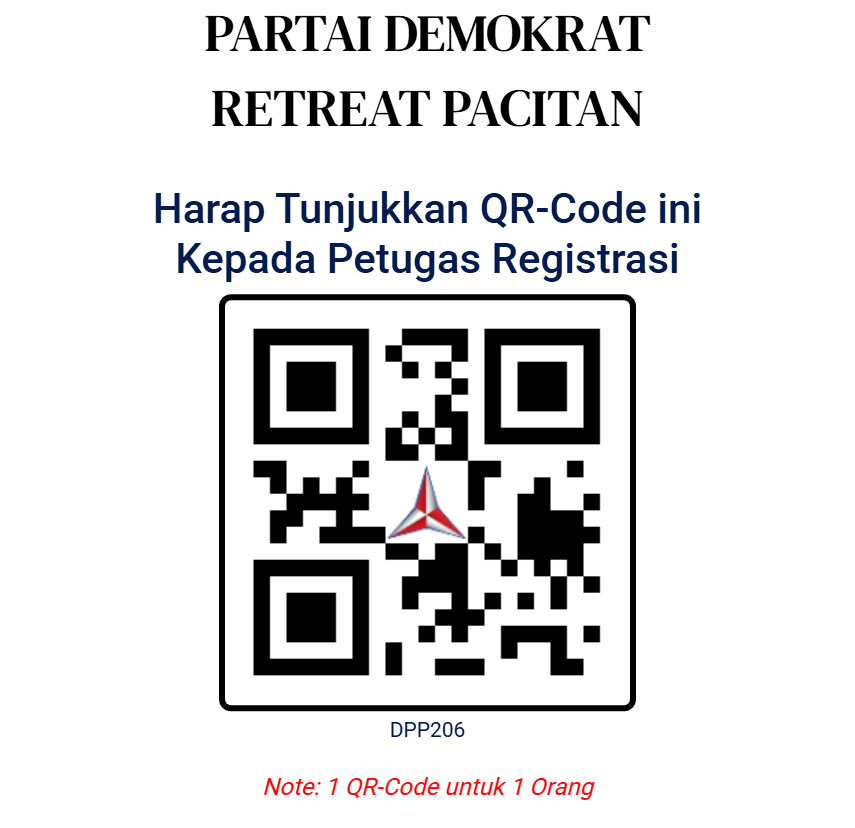 PARTAI DEMOKRAT
RETREAT PACITAN
Harap Tunjukkan QR-Code ini
Kepada Petugas Registrasi
DPP206
Note: 1 QR-Code untuk 1 Orang